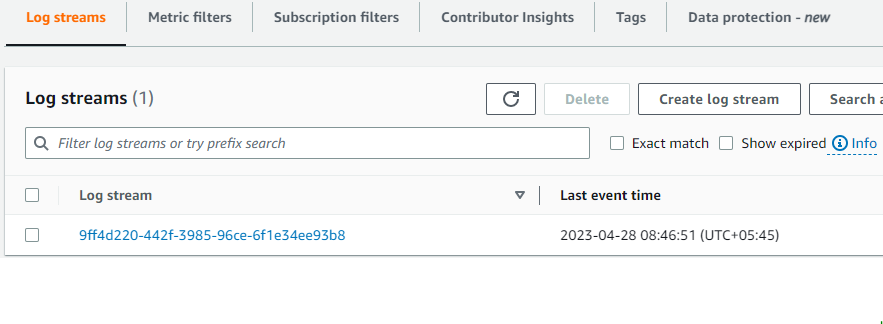 Log streams Metric filters Subscription filters Contributor Insights Tags Data protection - new
Log streams (1) Delete Create log stream Search a
Filter log streams or try prefix search Exact match Show expired Info
Log stream Last event time
9ff4d220-442f-3985-96ce-6f1e34ee93b8 2023-04-28 08:46:51 (UTC+05:45)